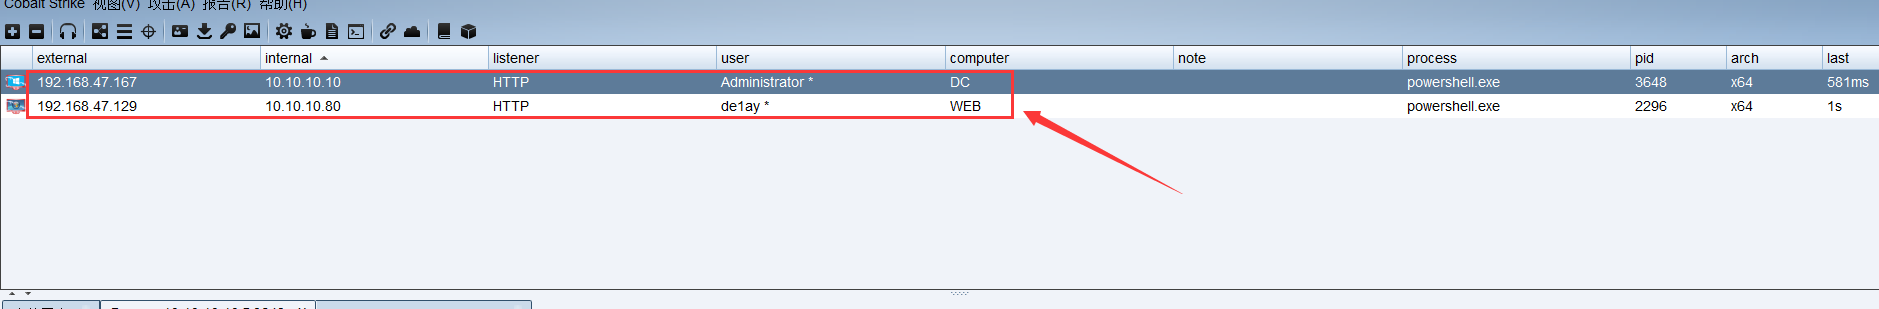 Cobalt Strike 视图(V) 攻击(A) 报告(R) 帮助(H)
external internal listener user computer note process pid arch last
192.168.47.167 10.10.10.10 HTTP Administrator * DC powershell.exe 3648 x64 581ms
192.168.47.129 10.10.10.80 HTTP de1ay * WEB powershell.exe 2296 x64 1s